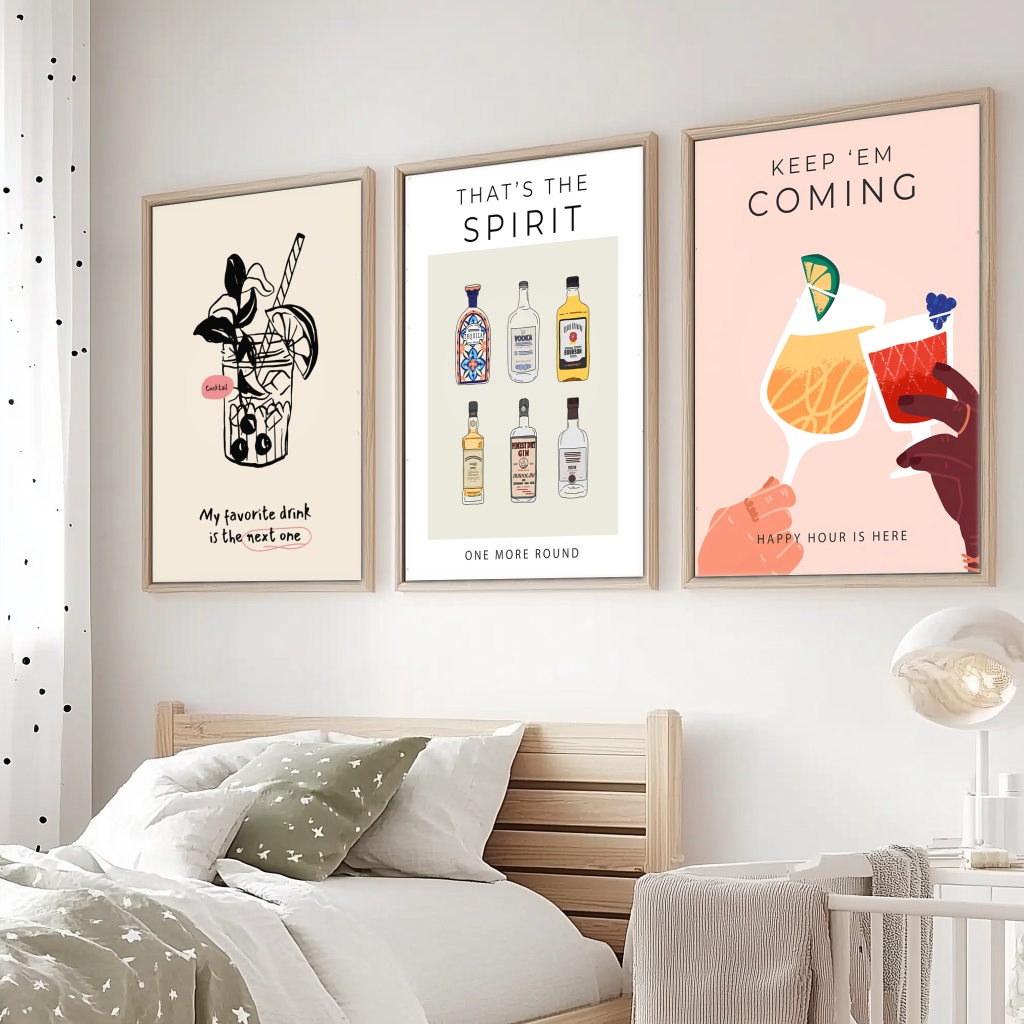 Cocktail
My favorite drink
is the next one
THAT'S THE
SPIRIT
TEQUILA
VODKA
BOURBON
GIN
RUM
ONE MORE ROUND
KEEP ‘EM
COMING
HAPPY HOUR IS HERE